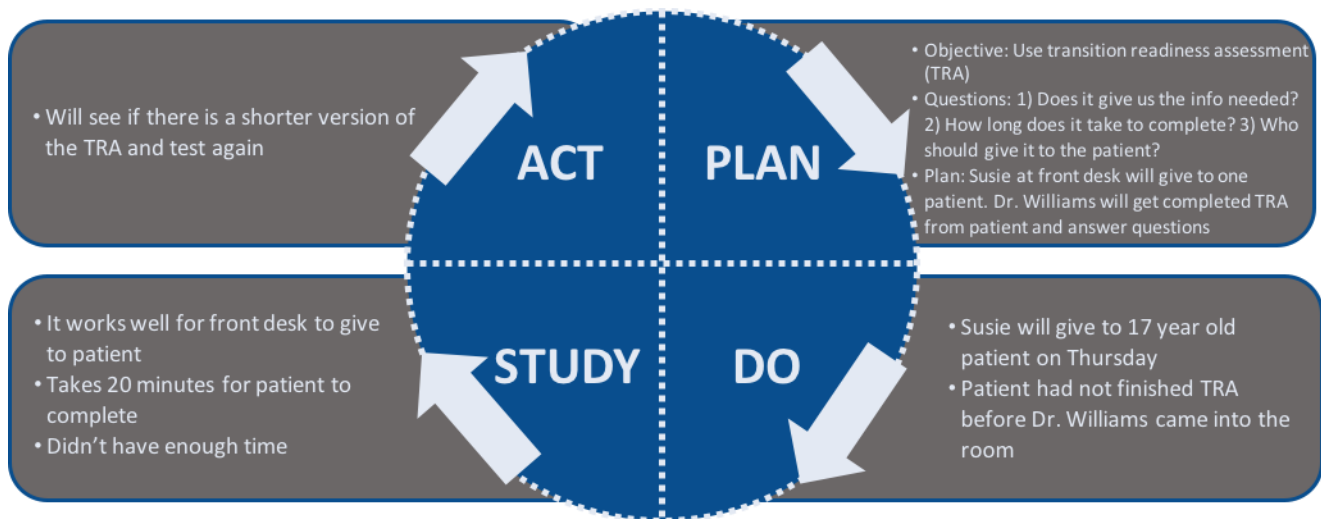 • Will see if there is a shorter version of
the TRA and test again
ACT
PLAN
• Objective: Use transition readiness assessment
(TRA)
• Questions: 1) Does it give us the info needed?
2) How long does it take to complete? 3) Who
should give it to the patient?
• Plan: Susie at front desk will give to one
patient. Dr. Williams will get completed TRA
from patient and answer questions
• It works well for front desk to give
to patient
• Takes 20 minutes for patient to
complete
• Didn't have enough time
STUDY
DO
• Susie will give to 17 year old
patient on Thursday
• Patient had not finished TRA
before Dr. Williams came into the
room